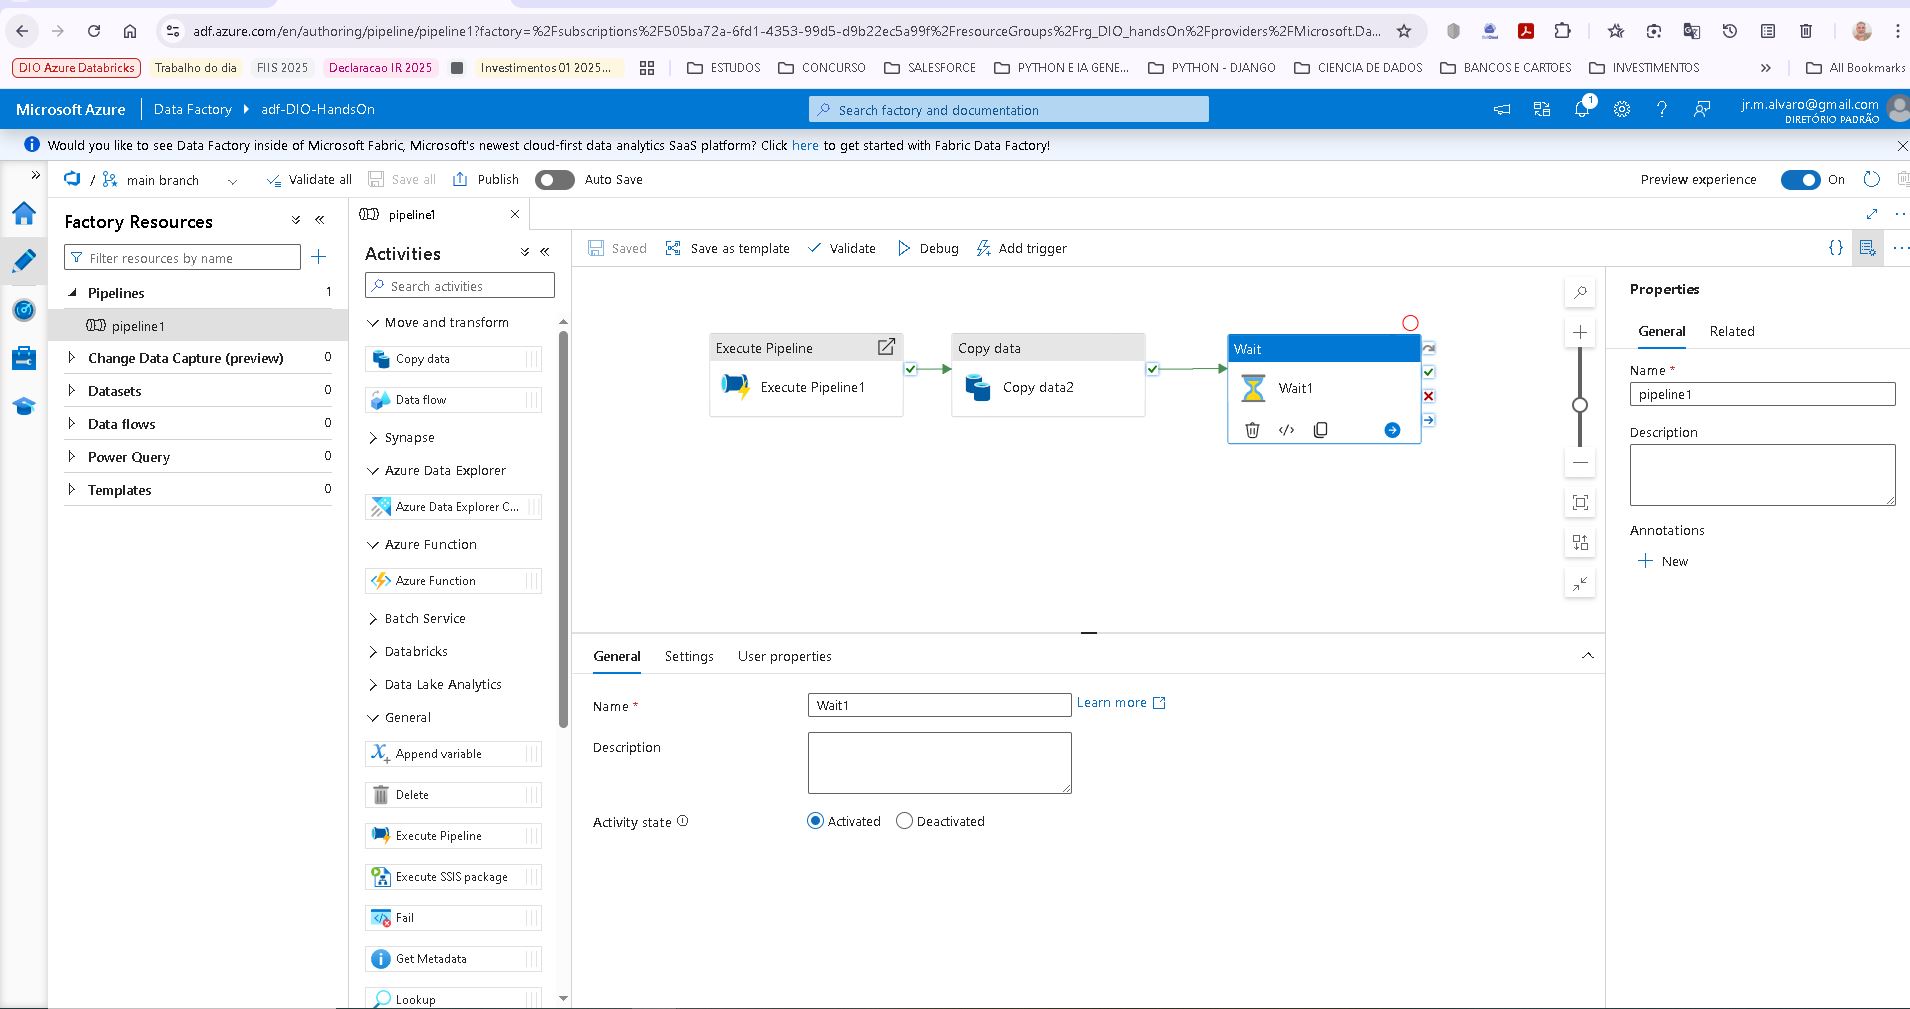 adf.azure.com/en/authoring/pipeline/pipeline1?factory=%2Fsubscriptions%2F505ba72a-6fd1-4353-99d5-d9b22ec5a99f%2FresourceGroups%2Frg_DIO_handsOn%2Fproviders%2FMicrosoft.Da...
DIO Azure Databricks Trabalho do dia FIIS 2025 Declaracao IR 2025 Investimentos 01 2025... ESTUDOS CONCURSO SALESFORCE PYTHON E IA GENE... PYTHON - DJANGO CIENCIA DE DADOS BANCOS E CARTOES INVESTIMENTOS » All Bookmarks
Microsoft Azure Data Factory adf-DIO-HandsOn Search factory and documentation 1 ? jr.m.alvaro@gmail.com
DIRETÓRIO PADRÃO
Would you like to see Data Factory inside of Microsoft Fabric, Microsoft's newest cloud-first data analytics SaaS platform? Click here to get started with Fabric Data Factory!
/ main branch Validate all Save all Publish Auto Save Preview experience On
Factory Resources
Filter resources by name
Pipelines 1
pipeline1
Change Data Capture (preview) 0
Datasets 0
Data flows 0
Power Query 0
Templates 0
pipeline1
Activities
Search activities
Move and transform
Copy data
Data flow
Synapse
Azure Data Explorer
Azure Data Explorer C...
Azure Function
Azure Function
Batch Service
Databricks
Data Lake Analytics
General
Append variable
Delete
Execute Pipeline
Execute SSIS package
Fail
Get Metadata
Lookup
Saved Save as template Validate Debug Add trigger {} ...
Execute Pipeline
Execute Pipeline1
Copy data
Copy data2
Wait
Wait1
General Settings User properties
Name * Wait1 Learn more
Description
Activity state Activated Deactivated
Properties
General Related
Name *
pipeline1
Description
Annotations
New